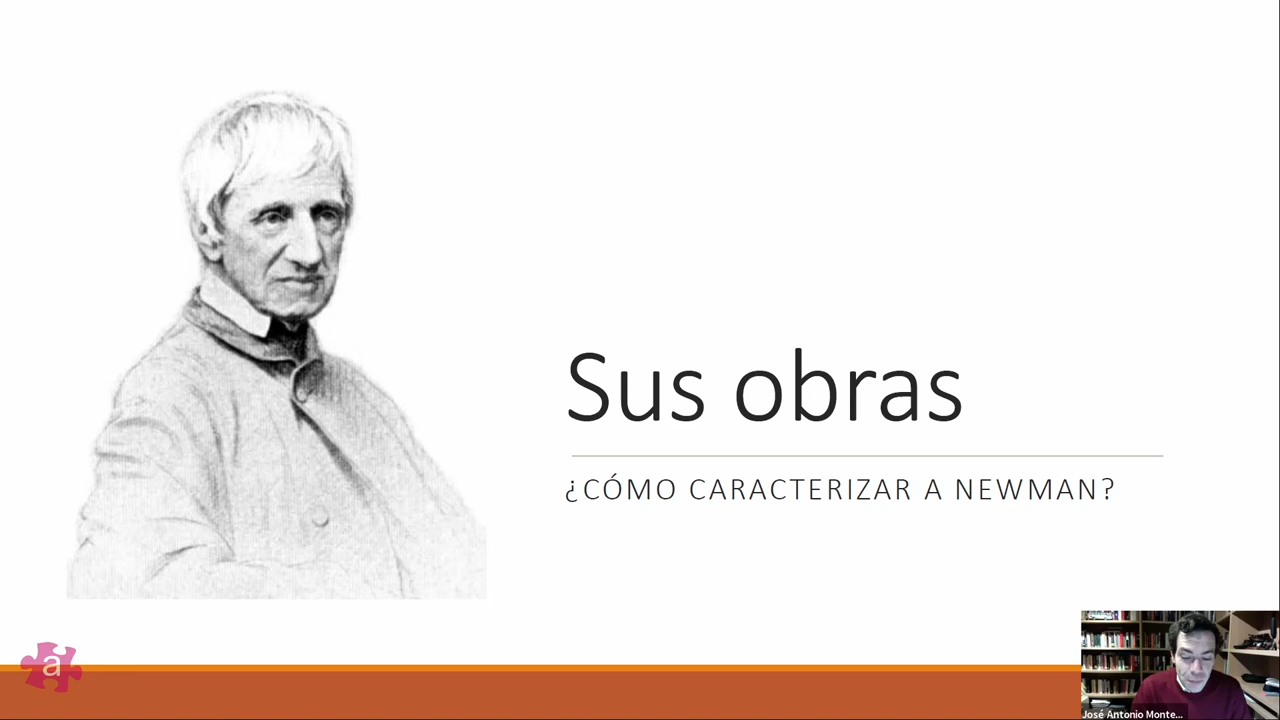 Sus obras
¿CÓMO CARACTERIZAR A NEWMAN?
a
José Antonio Monte...